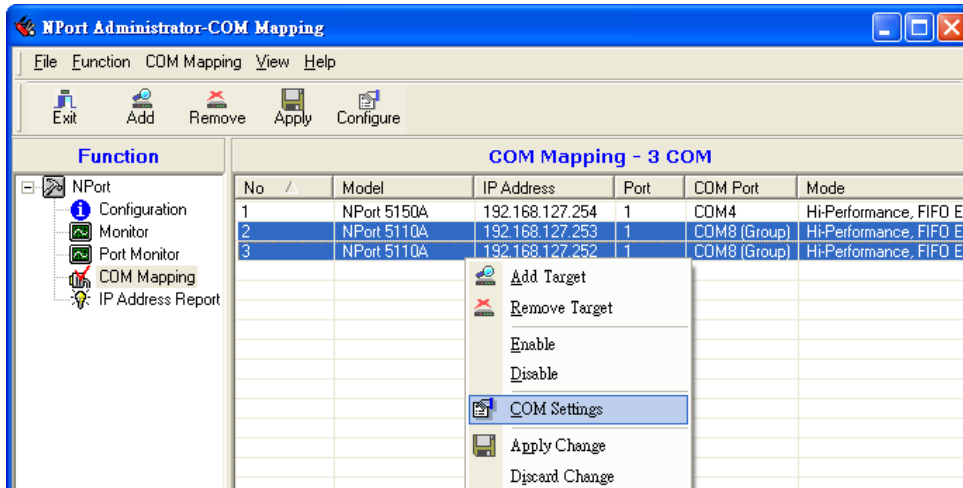 NPort Administrator-COM Mapping
File Function COM Mapping View Help
Exit Add Remove Apply Configure
Function
COM Mapping - 3 COM
NPort
Configuration
Monitor
Port Monitor
COM Mapping
IP Address Report
No Model IP Address Port COM Port Mode
1 NPort 5150A 192.168.127.254 1 COM4 Hi-Performance, FIFO E
2 NPort 5110A 192.168.127.253 1 COM8 (Group) Hi-Performance, FIFO E
3 NPort 5110A 192.168.127.252 1 COM8 (Group) Hi-Performance, FIFO E
Add Target
Remove Target
Enable
Disable
COM Settings
Apply Change
Discard Change